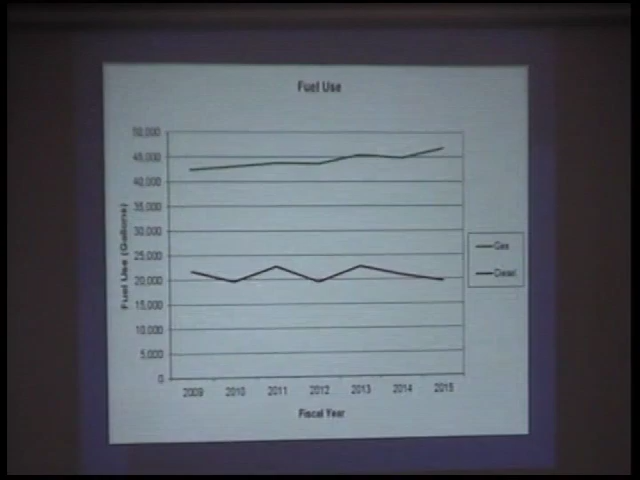 Fuel Use
50,000
45,000
40,000
35,000
30,000
25,000
20,000
15,000
10,000
5,000
0
Fuel Use (Gallons)
2009 2010 2011 2012 2013 2014 2015
Fiscal Year
Gas
Diesel